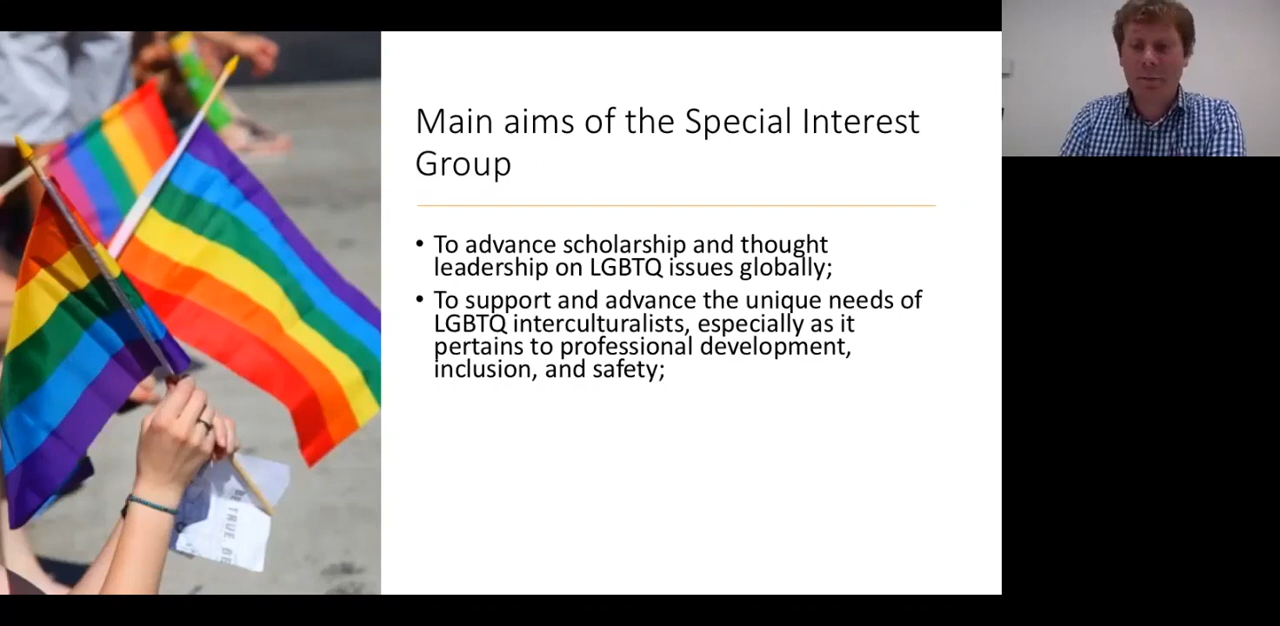 Main aims of the Special Interest
Group
• To advance scholarship and thought
leadership on LGBTQ issues globally;
• To support and advance the unique needs of
LGBTQ interculturalists, especially as it
pertains to professional development,
inclusion, and safety;
TRUE.